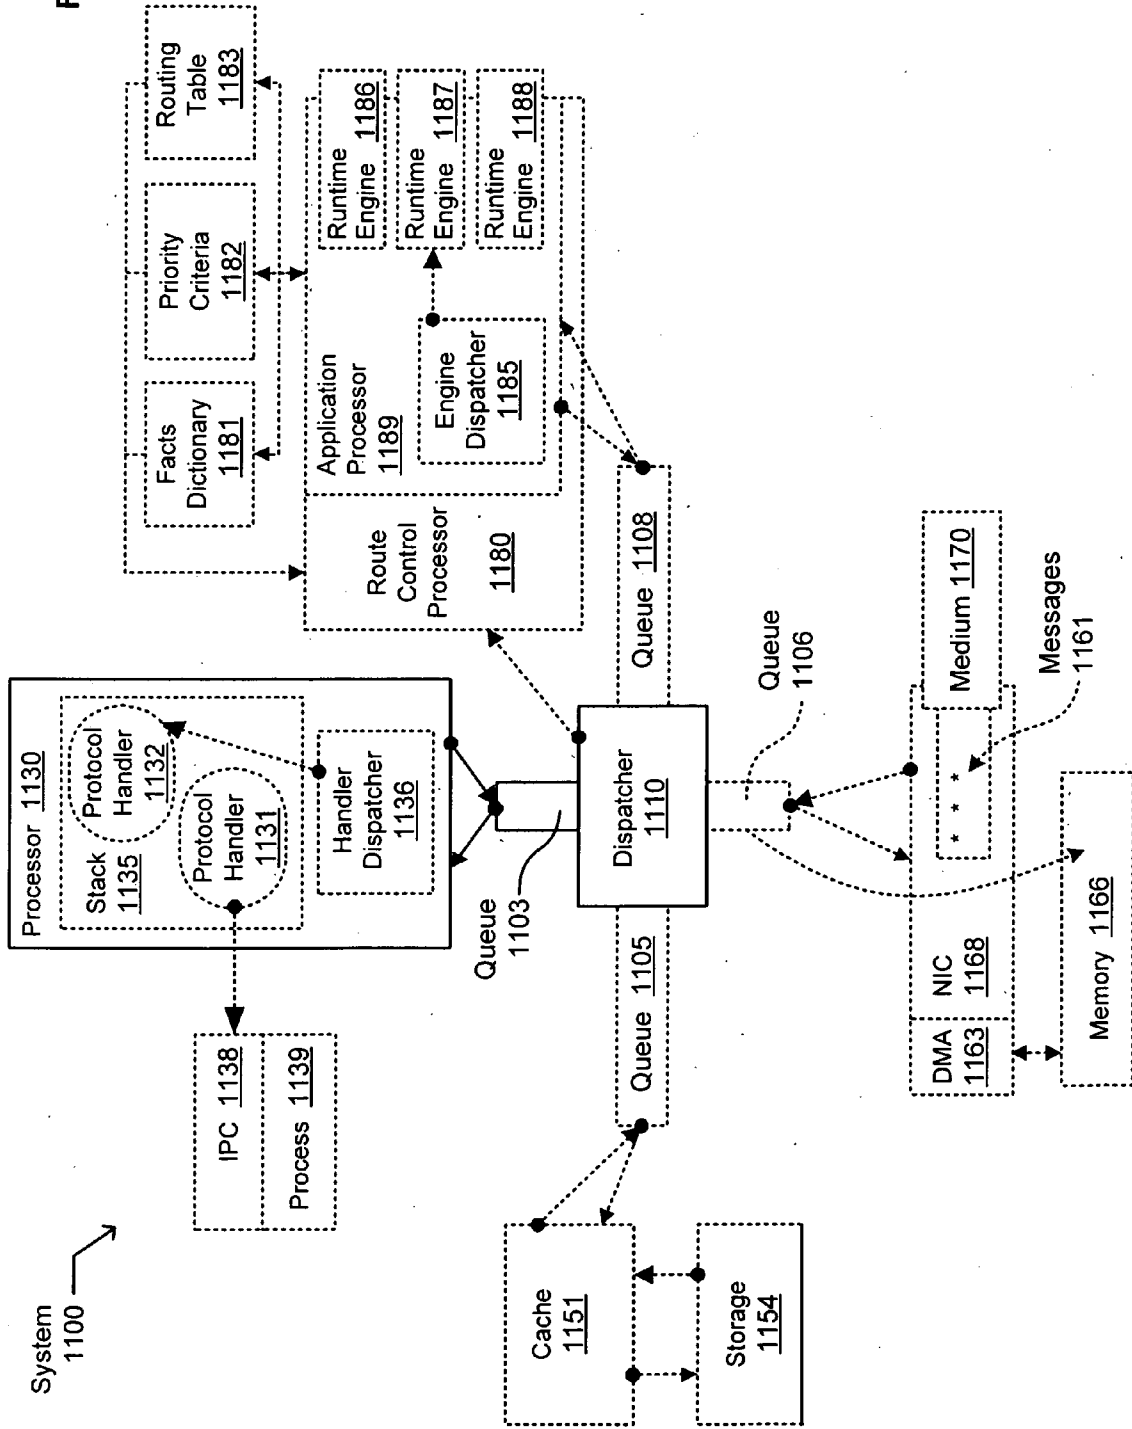 System
1100
IPC 1138
Process 1139
Processor 1130
Stack
1135
Protocol
Handler
1131
Protocol
Handler
1132
Handler
Dispatcher
1136
Facts
Dictionary
1181
Priority
Criteria
1182
Routing
Table
1183
Route
Control
Processor
1180
Application
Processor
1189
Engine
Dispatcher
1185
Runtime
Engine 1186
Runtime
Engine 1187
Runtime
Engine 1188
Queue
1103
Cache
1151
Storage
1154
Queue 1105
Dispatcher
1110
Queue 1108
Queue
1106
DMA
1163
NIC
1168
* * *
Medium 1170
Messages
1161
Memory 1166